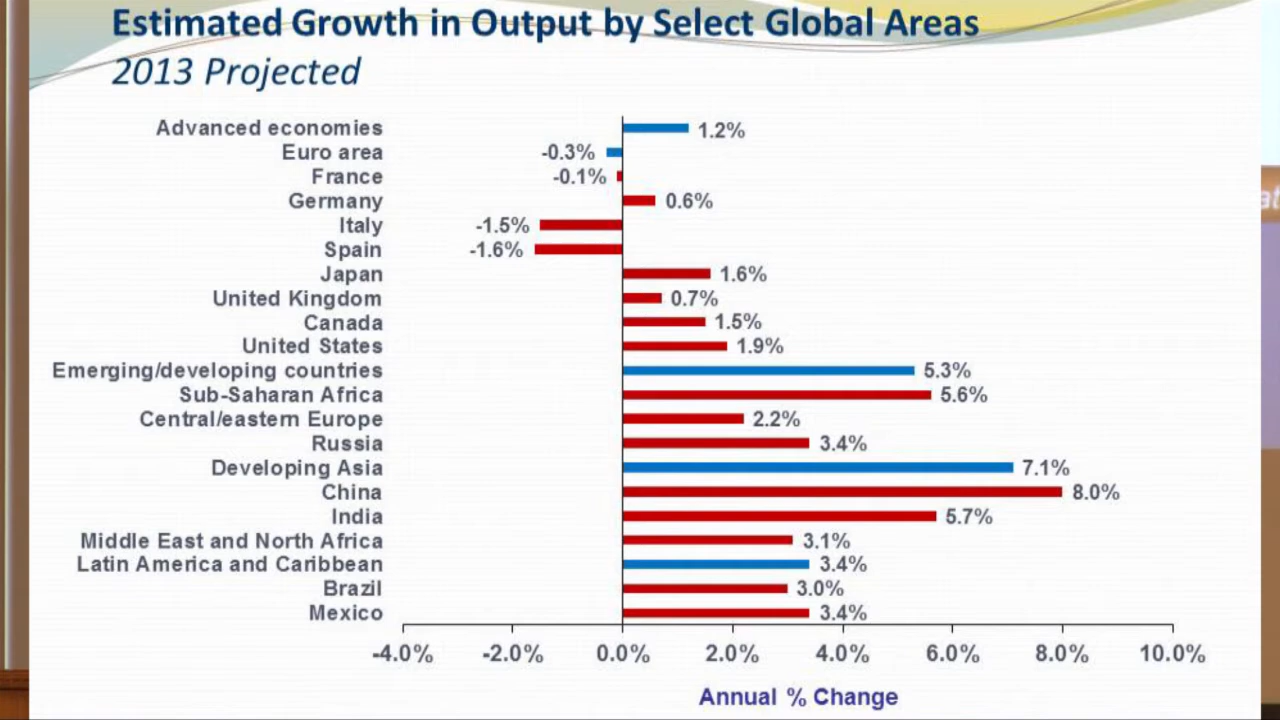 Estimated Growth in Output by Select Global Areas
2013 Projected
Advanced economies 1.2%
Euro area -0.3%
France -0.1%
Germany 0.6%
Italy -1.5%
Spain -1.6%
Japan 1.6%
United Kingdom 0.7%
Canada 1.5%
United States 1.9%
Emerging/developing countries 5.3%
Sub-Saharan Africa 5.6%
Central/eastern Europe 2.2%
Russia 3.4%
Developing Asia 7.1%
China 8.0%
India 5.7%
Middle East and North Africa 3.1%
Latin America and Caribbean 3.4%
Brazil 3.0%
Mexico 3.4%
-4.0% -2.0% 0.0% 2.0% 4.0% 6.0% 8.0% 10.0%
Annual % Change